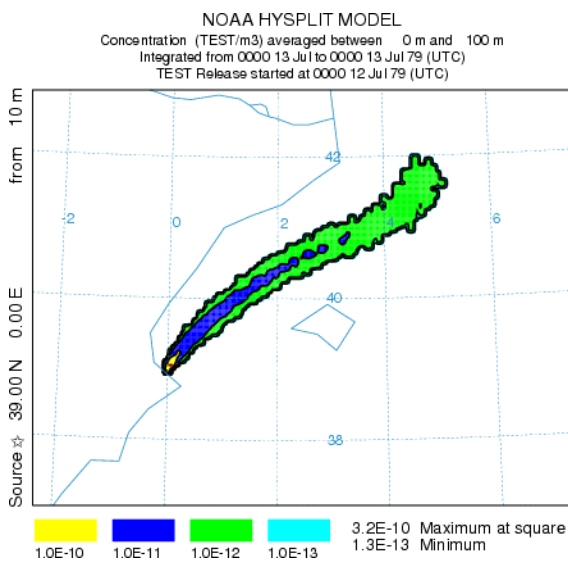 NOAA HYSPLIT MODEL
Concentration (TEST/m3) averaged between 0 m and 100 m
Integrated from 0000 13 Jul to 0000 13 Jul 79 (UTC)
TEST Release started at 0000 12 Jul 79 (UTC)
Source ☆ 39.00 N 0.00 E from 10 m
42
-2
0
2
4
6
40
38
1.0E-10
1.0E-11
1.0E-12
1.0E-13
3.2E-10 Maximum at square
1.3E-13 Minimum